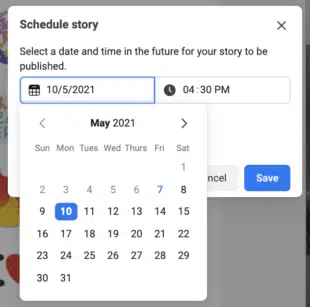 Schedule story
Select a date and time in the future for your story to be
published.
10/5/2021
04:30 PM
May 2021
Sun Mon Tues Wed Thurs Fri Sat
1
2 3 4 5 6 7 8
9 10 11 12 13 14 15
16 17 18 19 20 21 22
23 24 25 26 27 28 29
30 31
ncel
Save